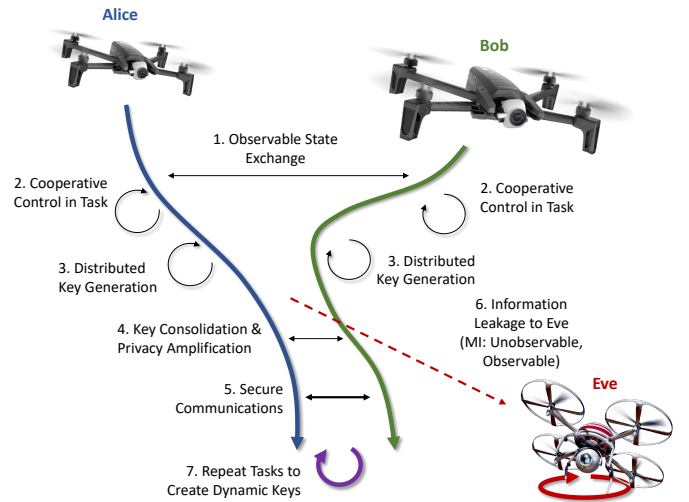 Alice
Bob
1. Observable State
Exchange
2. Cooperative
Control in Task
2. Cooperative
Control in Task
3. Distributed
Key Generation
3. Distributed
Key Generation
4. Key Consolidation &
Privacy Amplification
6. Information
Leakage to Eve
(MI: Unobservable,
Observable)
Eve
5. Secure
Communications
7. Repeat Tasks to
Create Dynamic Keys